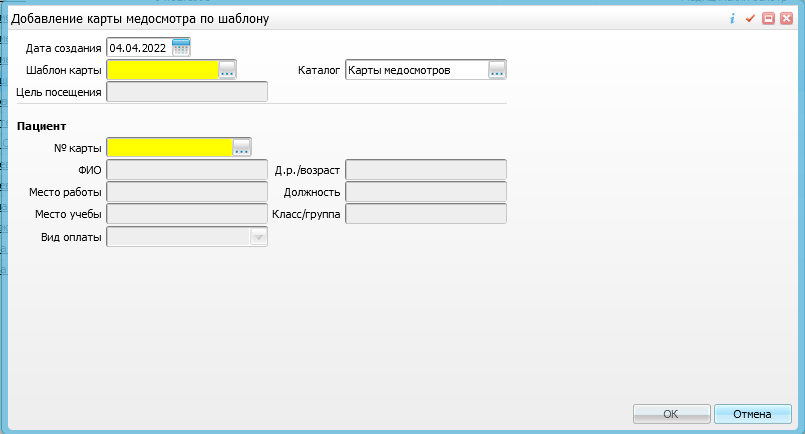 Добавление карты медосмотра по шаблону
Дата создания 04.04.2022
Шаблон карты ... Каталог Карты медосмотров ...
Цель посещения
Пациент
№ карты ...
ФИО Д.р./возраст
Место работы Должность
Место учебы Класс/группа
Вид оплаты
OK Отмена